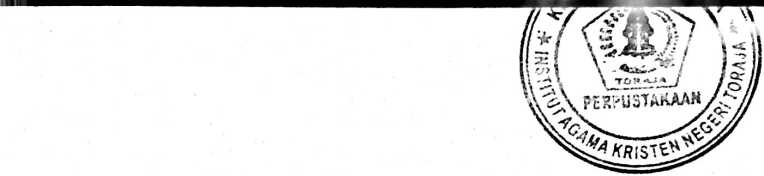 TORAJA
PERPUSTAKAAN
* INSTITUT AGAMA KRISTEN NEGERI TORAJA *